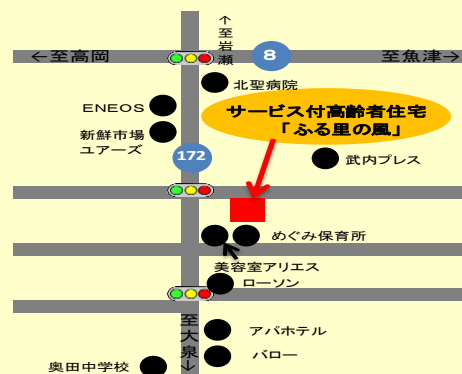 ↑至岩瀬
8
←至高岡
至魚津→
北聖病院
ENEOS
サービス付高齢者住宅
「ふる里の風」
新鮮市場
ユアーズ
172
武内プレス
めぐみ保育所
美容室アリエス
ローソン
至大泉↓
アパホテル
バロー
奥田中学校